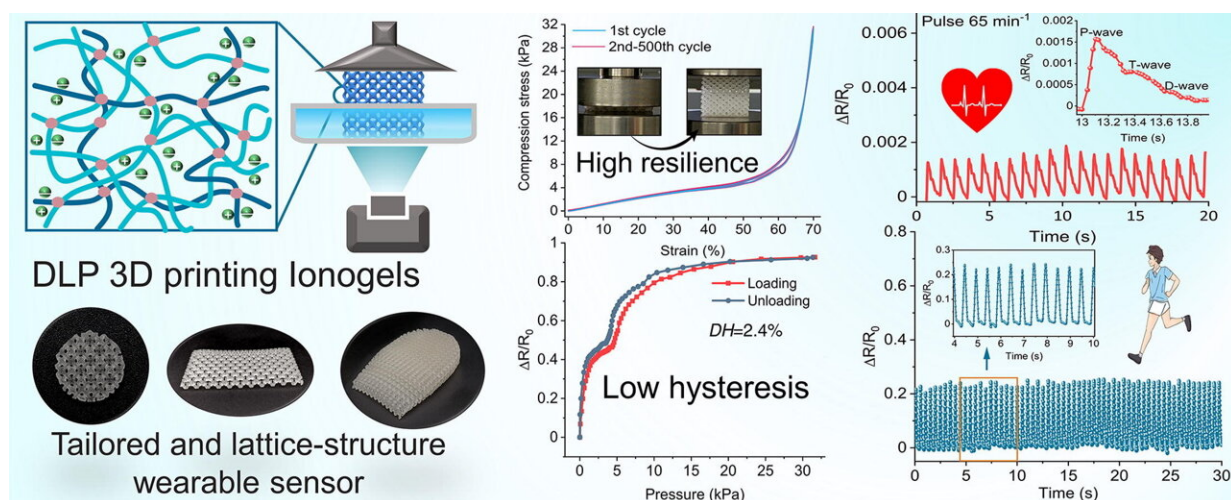 DLP 3D printing Ionogels
Tailored and lattice-structure
wearable sensor
Compression stress (kPa)
32
28
24
20
16
12
8
4
0
1st cycle
2nd-500th cycle
High resilience
0 10 20 30 40 50 60 70
Strain (%)
ΔR/R0
1.0
0.8
0.6
0.4
0.2
0.0
Loading
Unloading
DH=2.4%
Low hysteresis
0 5 10 15 20 25 30
Pressure (kPa)
Pulse 65 min-1
ΔR/R0
0.006
0.004
0.002
0
P-wave
T-wave
D-wave
ΔR/R0
0.002
0.0015
0.001
0.0005
0
13 13.2 13.4 13.6 13.8
Time (s)
0 5 10 15 20
Time (s)
ΔR/R0
0.8
0.6
0.4
0.2
0
ΔR/R0
0.3
0.2
0.1
0
4 5 6 7 8 9 10
Time (s)
0 5 10 15 20 25 30
Time (s)